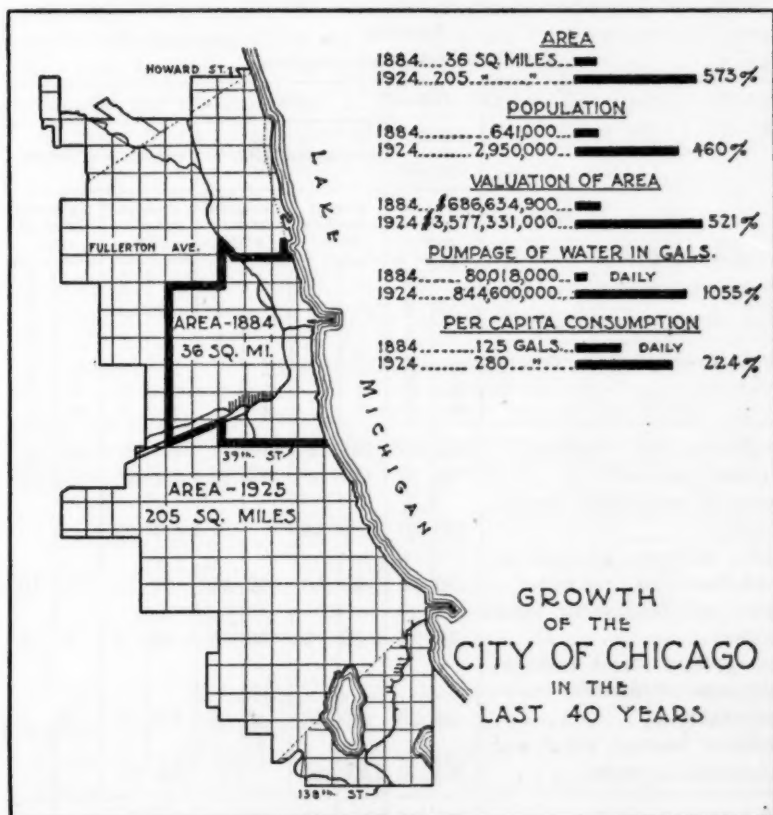 HOWARD ST.
LAKE
MICHIGAN
FULLERTON AVE.
AREA-1884
36 SQ. MI.
39TH. ST.
AREA-1925
205 SQ. MILES
138TH ST
AREA
1884.... 36 SQ. MILES...
1924..205 " " ... 573%
POPULATION
1884............641,000...
1924........2,950,000... 460%
VALUATION OF AREA
1884...$686,634,900...
1924 $3,577,331,000... 521%
PUMPAGE OF WATER IN GALS.
1884.......80,018,000... DAILY
1924......844,600,000... 1055%
PER CAPITA CONSUMPTION
1884.......125 GALS... DAILY
1924.......280 " ... 224%
GROWTH
OF THE
CITY OF CHICAGO
IN THE
LAST 40 YEARS